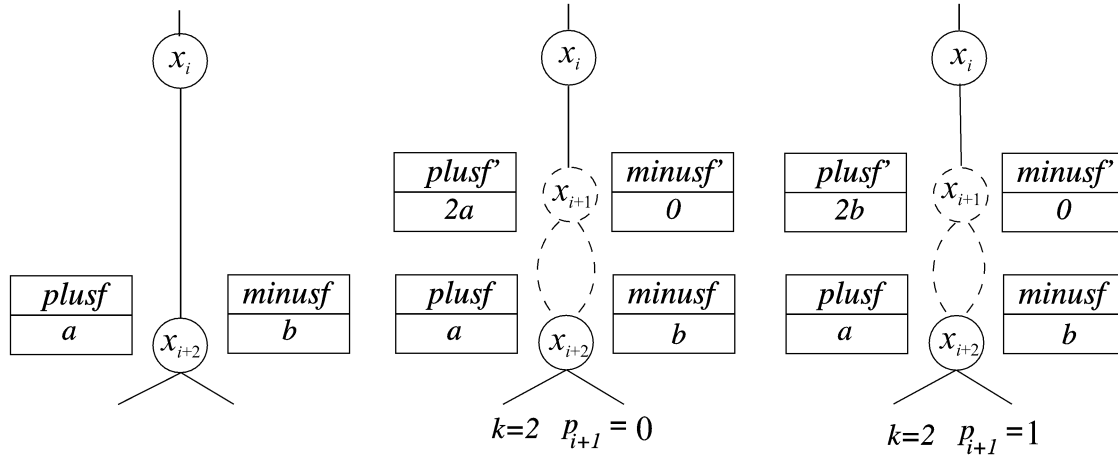 x_i x_i x_i
plusf' x_{i+1} minusf' plusf' x_{i+1} minusf'
2a 0 2b 0
plusf minusf plusf minusf plusf minusf
a x_{i+2} b a x_{i+2} b a x_{i+2} b
k=2 p_{i+1} = 0 k=2 p_{i+1} =1